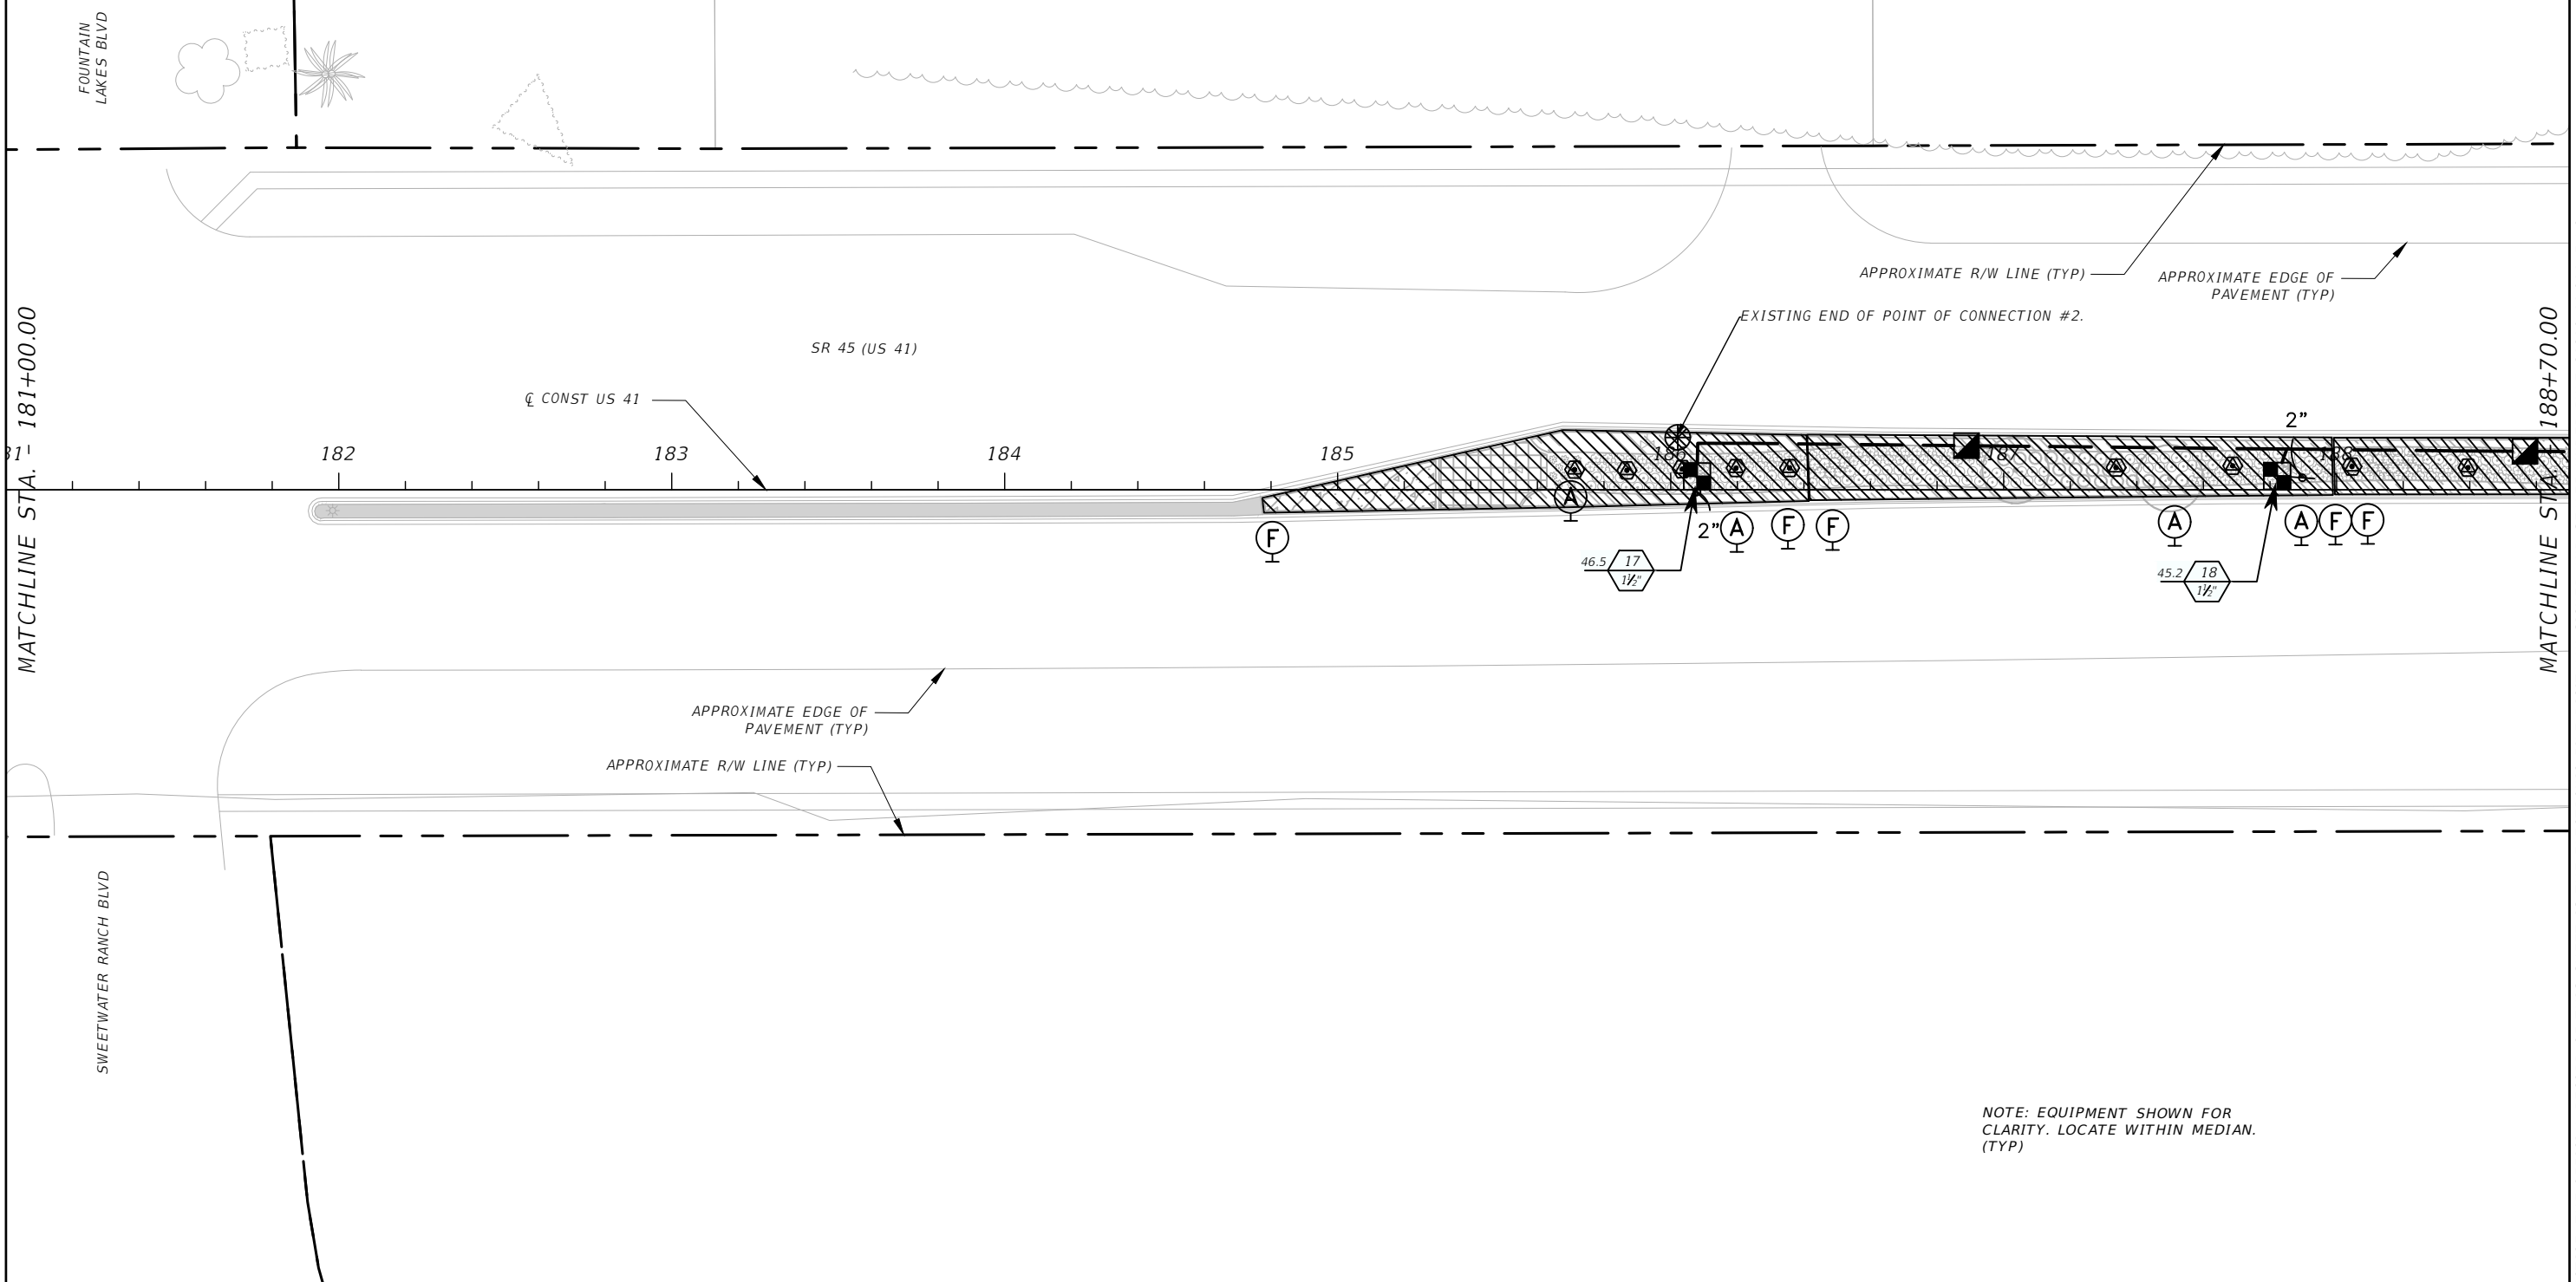 FOUNTAIN
LAKES BLVD
APPROXIMATE R/W LINE (TYP)
APPROXIMATE EDGE OF
PAVEMENT (TYP)
EXISTING END OF POINT OF CONNECTION #2.
SR 45 (US 41)
℄ CONST US 41
MATCHLINE STA. - 181+00.00
MATCHLINE STA. - 188+70.00
2"
182
183
184
185
186
187
188
A
F
2"
A
F
F
A
A
F
F
46.5
17
1½"
45.2
18
1½"
APPROXIMATE EDGE OF
PAVEMENT (TYP)
APPROXIMATE R/W LINE (TYP)
SWEETWATER RANCH BLVD
NOTE: EQUIPMENT SHOWN FOR
CLARITY. LOCATE WITHIN MEDIAN.
(TYP)